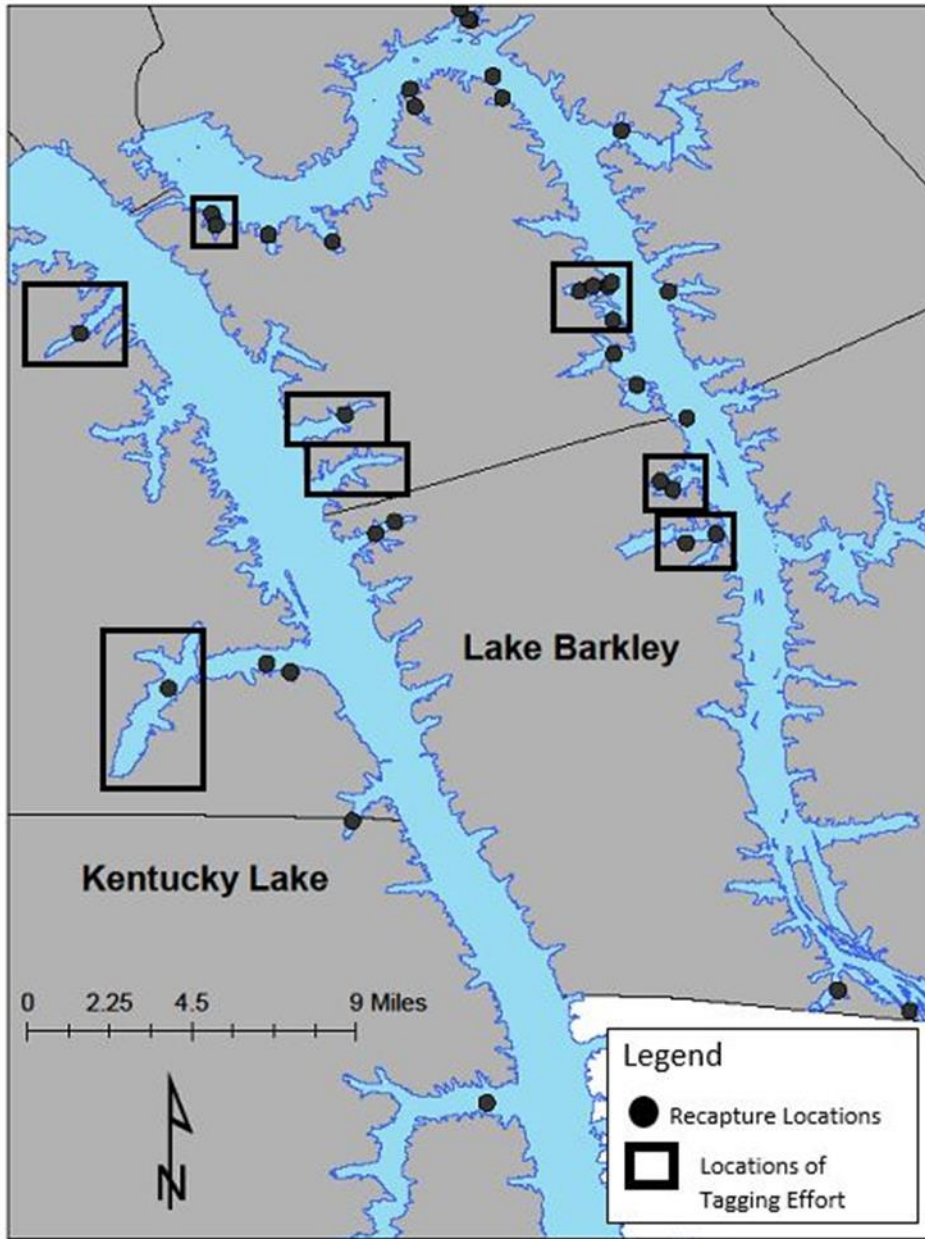 Lake Barkley
Kentucky Lake
0 2.25 4.5 9 Miles
N
Legend
Recapture Locations
Locations of
Tagging Effort